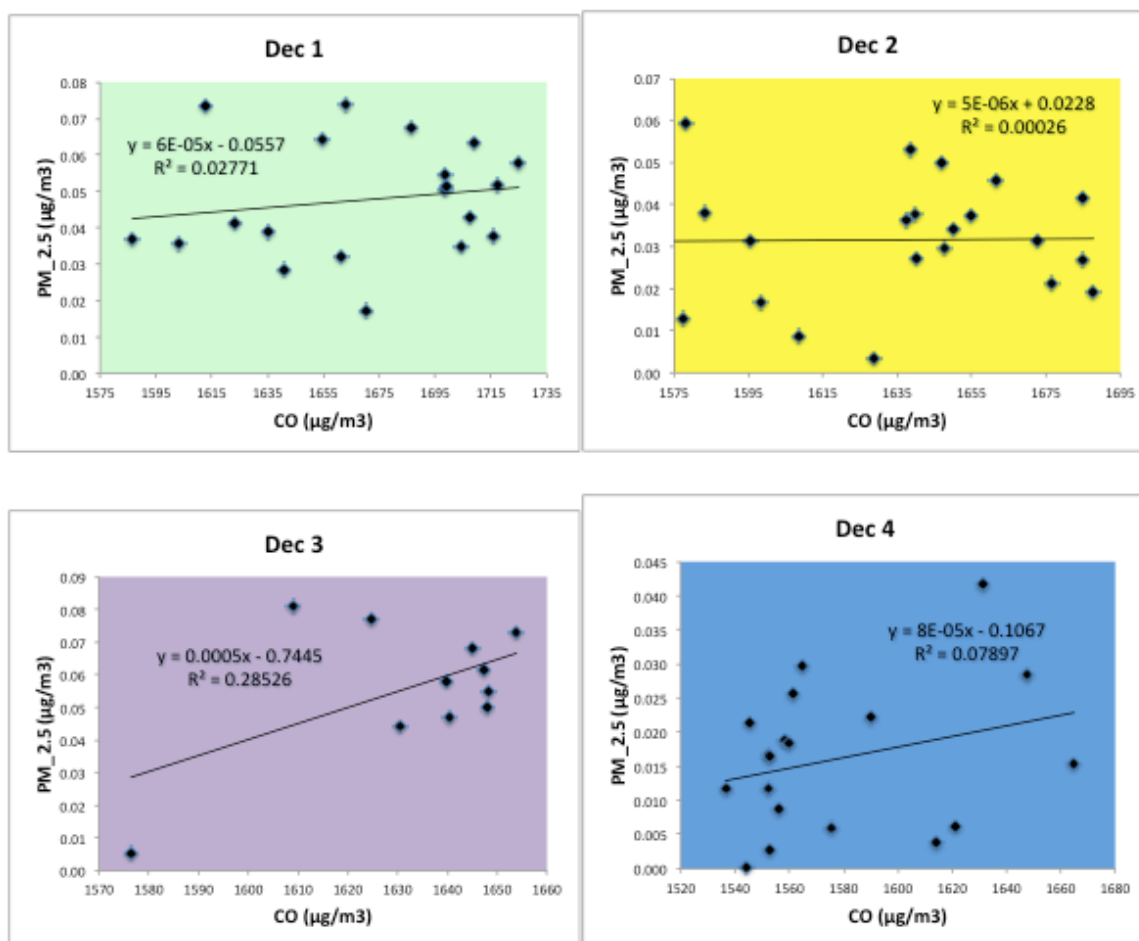 Dec 1
0.08
0.07
0.06
0.05
0.04
0.03
0.02
0.01
0.00
PM_2.5 (µg/m3)
y = 6E-05x - 0.0557
R² = 0.02771
1575 1595 1615 1635 1655 1675 1695 1715 1735
CO (µg/m3)
Dec 2
0.07
0.06
0.05
0.04
0.03
0.02
0.01
0.00
PM_2.5 (µg/m3)
y = 5E-06x + 0.0228
R² = 0.00026
1575 1595 1615 1635 1655 1675 1695
CO (µg/m3)
Dec 3
0.09
0.08
0.07
0.06
0.05
0.04
0.03
0.02
0.01
0.00
PM_2.5 (µg/m3)
y = 0.0005x - 0.7445
R² = 0.28526
1570 1580 1590 1600 1610 1620 1630 1640 1650 1660
CO (µg/m3)
Dec 4
0.045
0.040
0.035
0.030
0.025
0.020
0.015
0.010
0.005
0.000
PM_2.5 (µg/m3)
y = 8E-05x - 0.1067
R² = 0.07897
1520 1540 1560 1580 1600 1620 1640 1660 1680
CO (µg/m3)